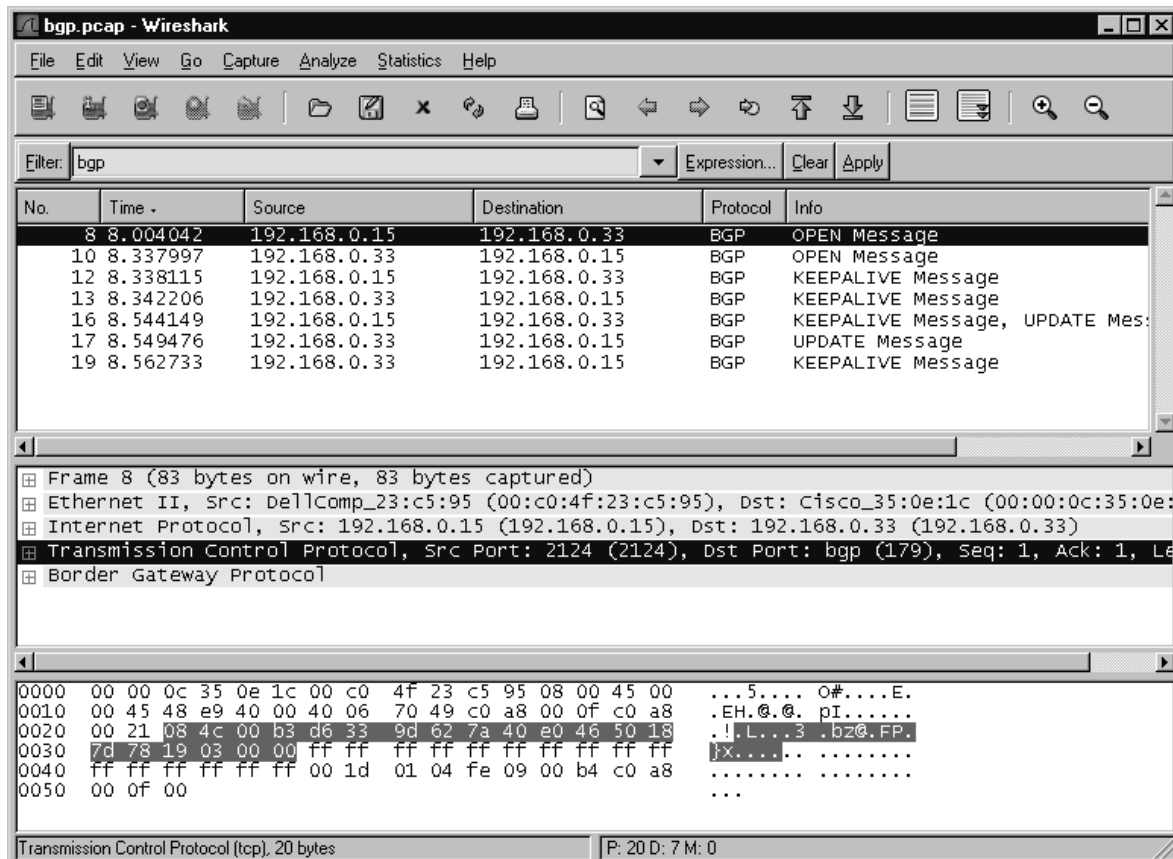 bgp.pcap - Wireshark
File Edit View Go Capture Analyze Statistics Help
Filter: bgp Expression... Clear Apply
No. Time Source Destination Protocol Info
8 8.004042 192.168.0.15 192.168.0.33 BGP OPEN Message
10 8.337997 192.168.0.33 192.168.0.15 BGP OPEN Message
12 8.338115 192.168.0.15 192.168.0.33 BGP KEEPALIVE Message
13 8.342206 192.168.0.33 192.168.0.15 BGP KEEPALIVE Message
16 8.544149 192.168.0.15 192.168.0.33 BGP KEEPALIVE Message, UPDATE Mes
17 8.549476 192.168.0.33 192.168.0.15 BGP UPDATE Message
19 8.562733 192.168.0.33 192.168.0.15 BGP KEEPALIVE Message
Frame 8 (83 bytes on wire, 83 bytes captured)
Ethernet II, Src: DellComp_23:c5:95 (00:c0:4f:23:c5:95), Dst: Cisco_35:0e:1c (00:00:0c:35:0e:
Internet Protocol, Src: 192.168.0.15 (192.168.0.15), Dst: 192.168.0.33 (192.168.0.33)
Transmission Control Protocol, Src Port: 2124 (2124), Dst Port: bgp (179), Seq: 1, Ack: 1, Le
Border Gateway Protocol
0000 00 00 0c 35 0e 1c 00 c0 4f 23 c5 95 08 00 45 00 ...5.... O#....E.
0010 00 45 48 e9 40 00 40 06 70 49 c0 a8 00 0f c0 a8 .EH.@.@. pI......
0020 00 21 08 4c 00 b3 d6 33 9d 62 7a 40 e0 46 50 18 .!.L...3 .bz@.FP.
0030 7d 78 19 03 00 00 ff ff ff ff ff ff ff ff ff ff }x...... ........
0040 ff ff ff ff ff ff 00 1d 01 04 fe 09 00 b4 c0 a8 ........ ........
0050 00 0f 00 ...
Transmission Control Protocol (tcp), 20 bytes P: 20 D: 7 M: 0